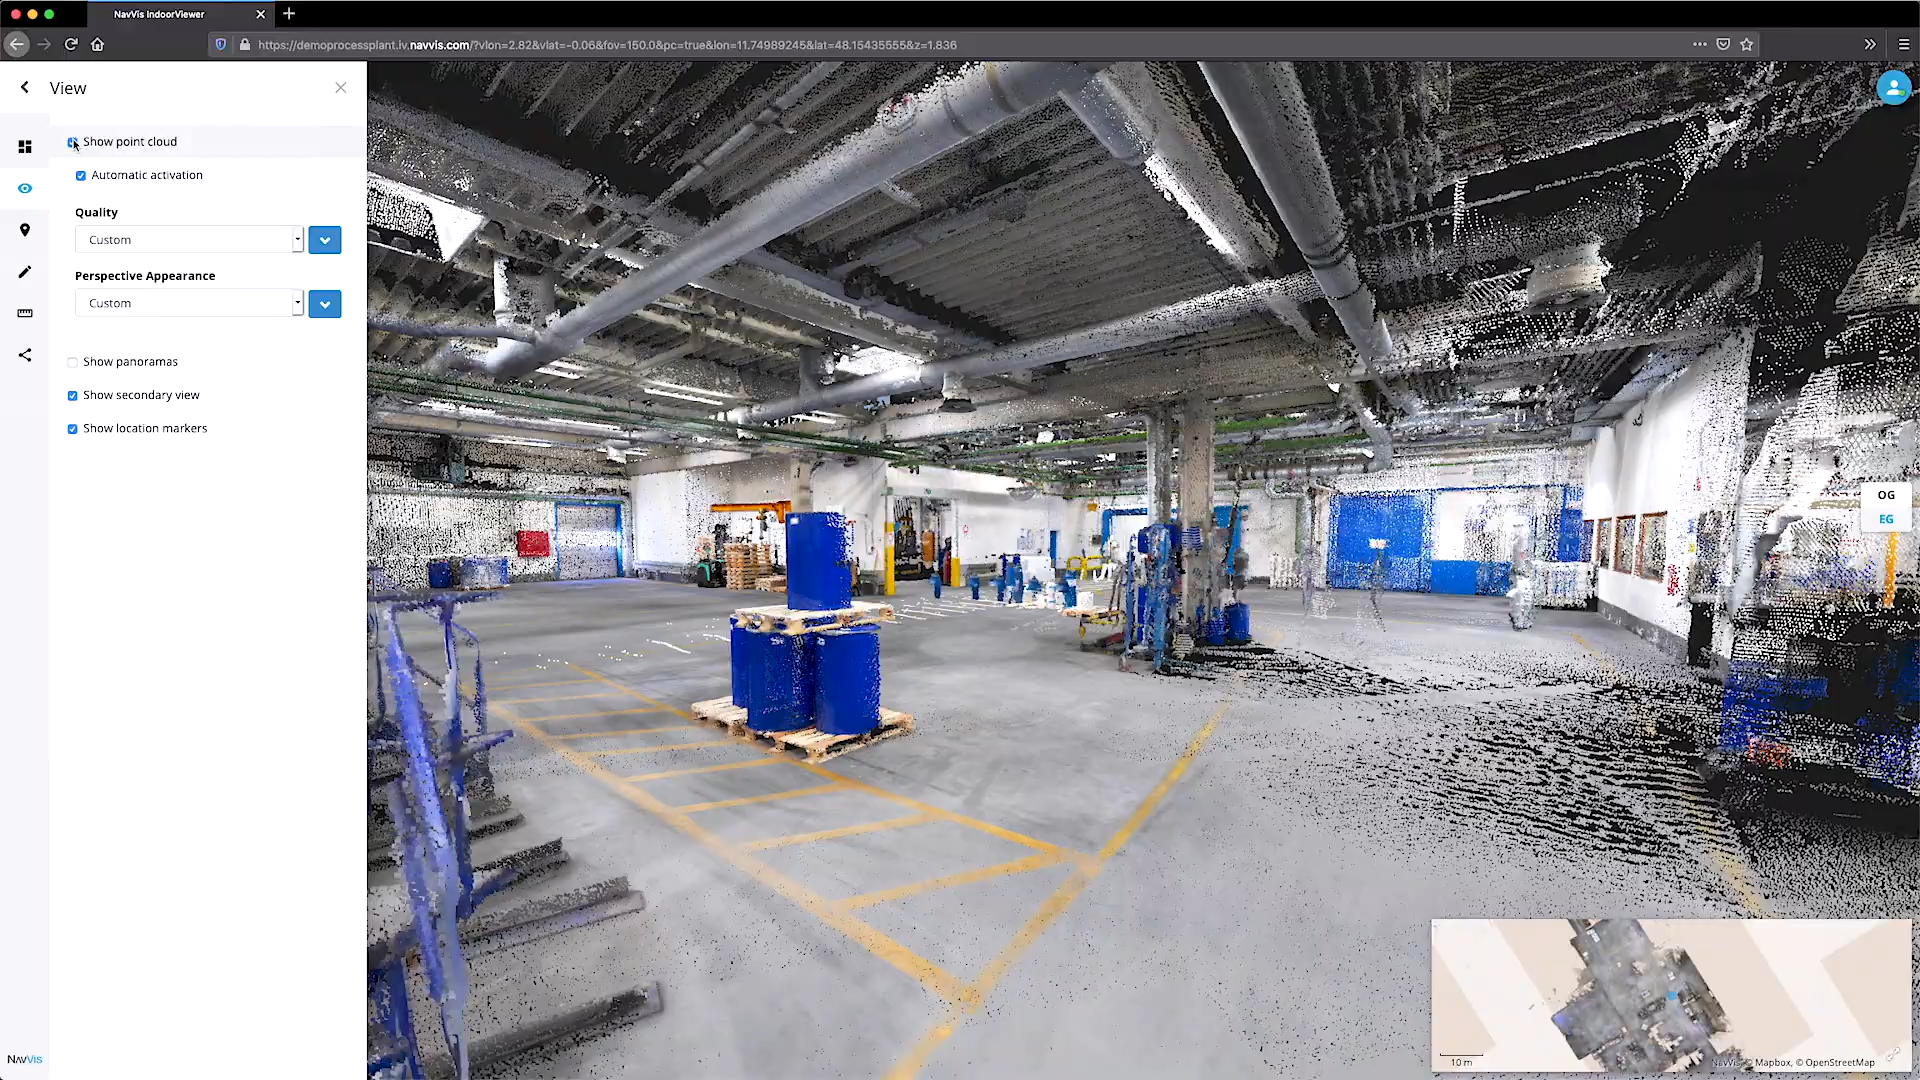 NavVis IndoorViewer
https://demoprocessplant.iv.navvis.com/?vlon=2.82&vlat=-0.06&fov=150.0&pc=true&lon=11.74989245&lat=48.15435555&z=1.836
View
Show point cloud
Automatic activation
Quality
Custom
Perspective Appearance
Custom
Show panoramas
Show secondary view
Show location markers
OG
EG
NAVVIS
10 m
NavVis © Mapbox, © OpenStreetMap